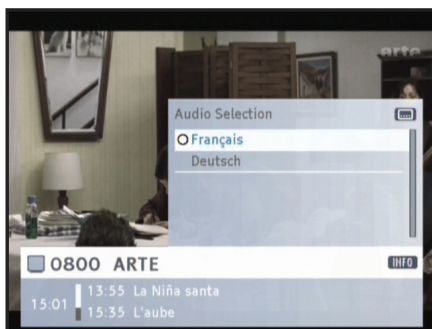 arte
Audio Selection
Français
Deutsch
0800 ARTE
INFO
15:01
13:55 La Niña santa
15:35 L'aube